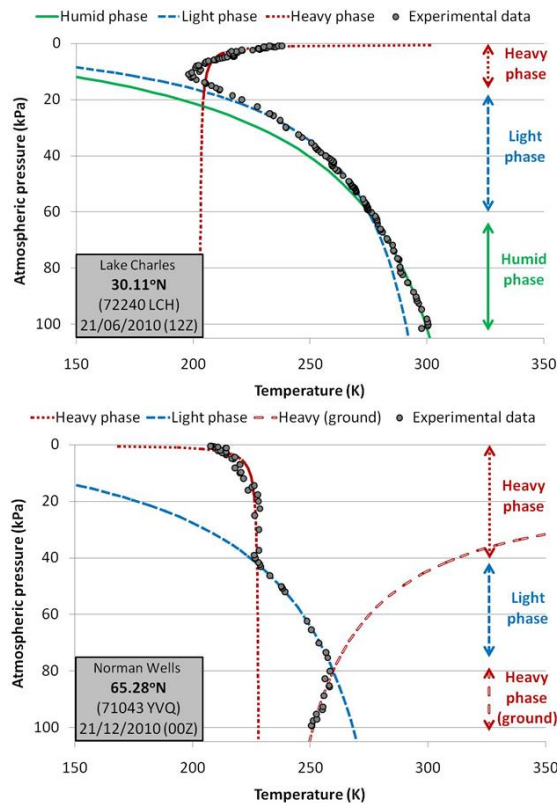 Humid phase Light phase Heavy phase Experimental data
0
20
40
60
80
100
Atmospheric pressure (kPa)
Heavy
phase
Light
phase
Humid
phase
Lake Charles
30.11°N
(72240 LCH)
21/06/2010 (12Z)
150 200 250 300 350
Temperature (K)
Heavy phase Light phase Heavy (ground) Experimental data
0
20
40
60
80
100
Atmospheric pressure (kPa)
Heavy
phase
Light
phase
Heavy
phase
(ground)
Norman Wells
65.28°N
(71043 YVQ)
21/12/2010 (00Z)
150 200 250 300 350
Temperature (K)